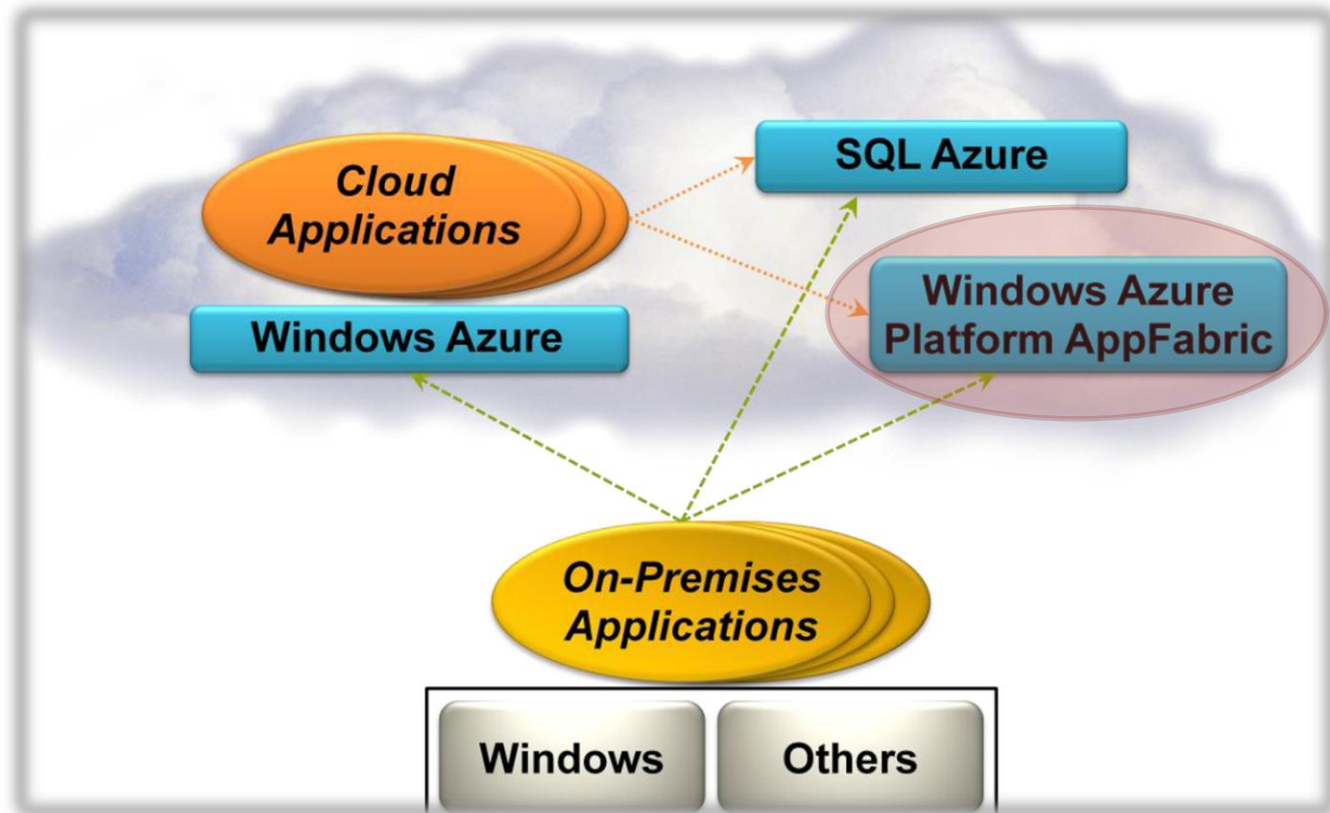 Cloud
Applications
SQL Azure
Windows Azure
Platform AppFabric
Windows Azure
On-Premises
Applications
Windows
Others